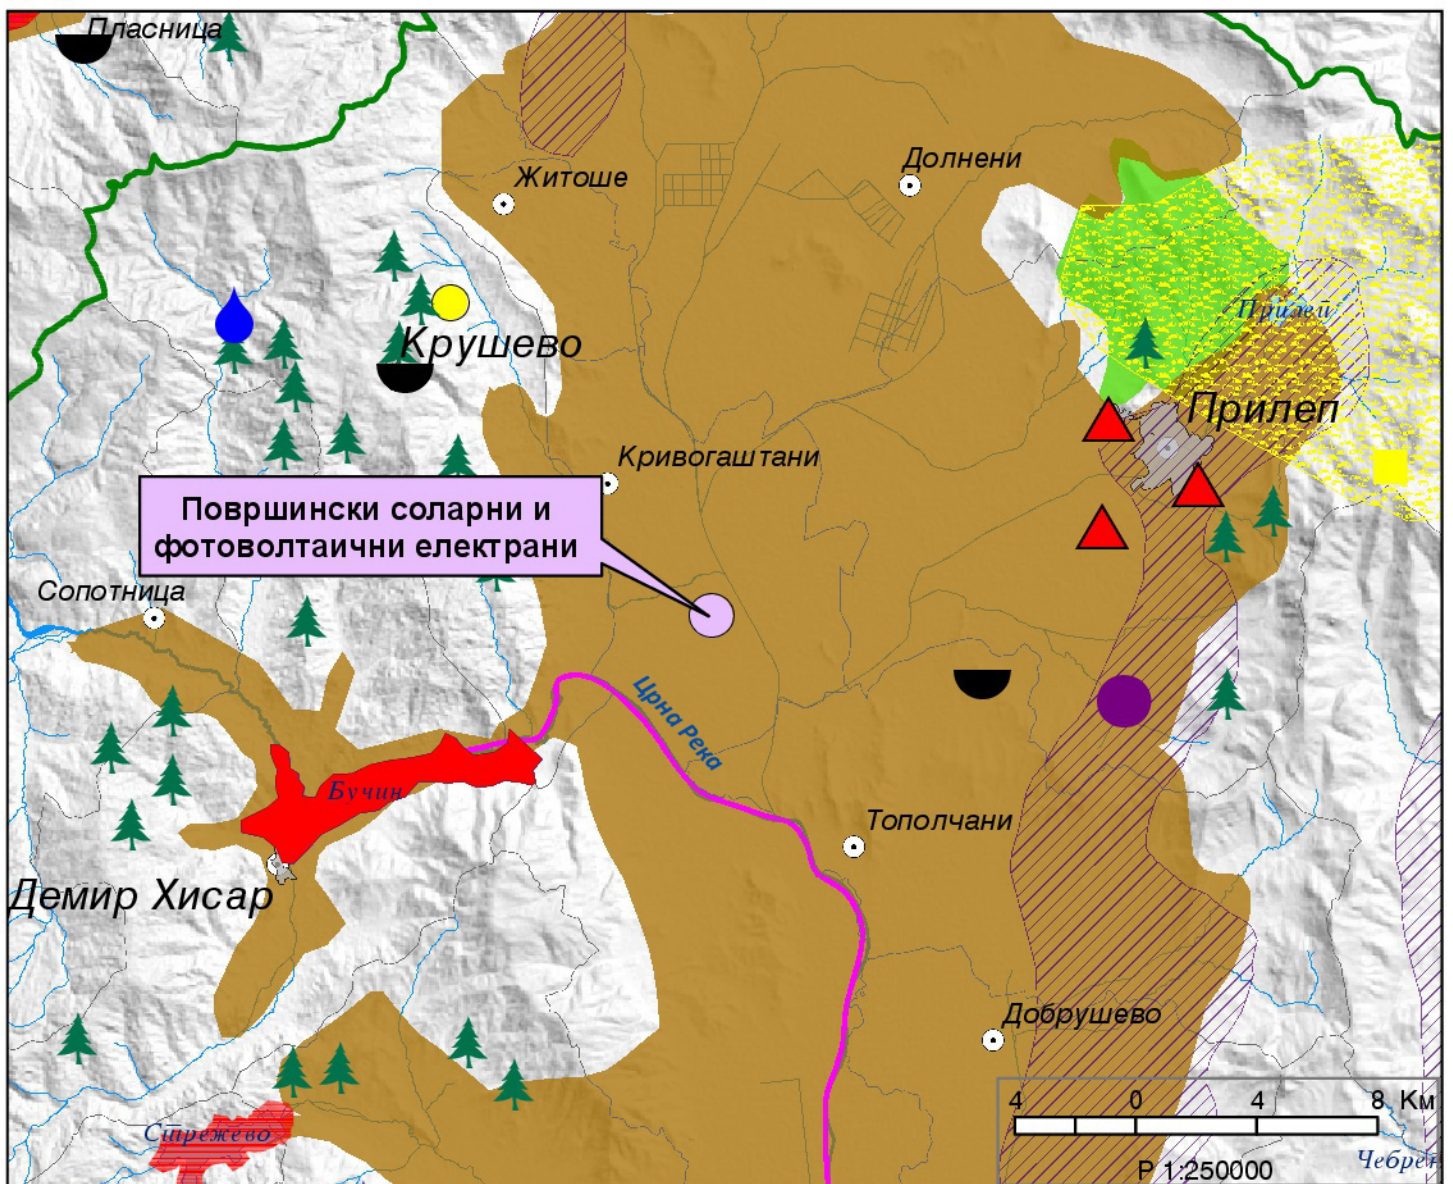 Пласница
Житоше
Долнени
Прилеп
Крушево
Прилеп
Кривогаштани
Површински соларни и
фотоволтаични електрани
Сопотница
Црна Река
Бучин
Тополчани
Демир Хисар
Добрушево
4 0 4 8 Км
Стрежево
Р 1:250000
Чебрен